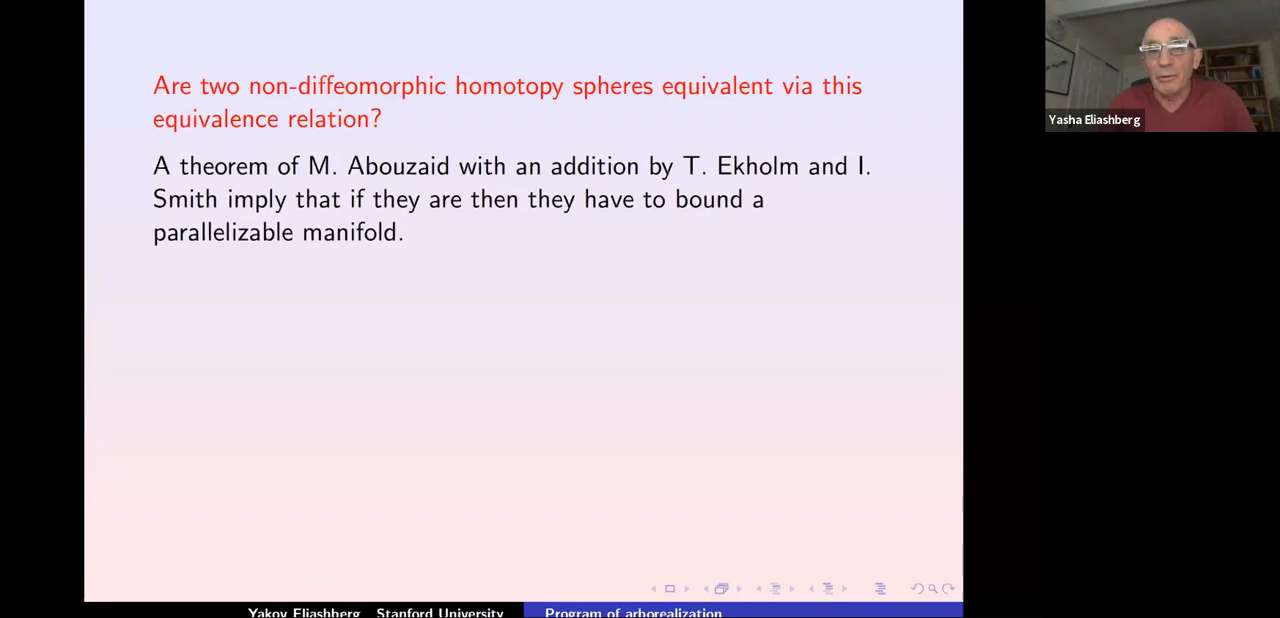 Are two non-diffeomorphic homotopy spheres equivalent via this
equivalence relation?
A theorem of M. Abouzaid with an addition by T. Ekholm and I.
Smith imply that if they are then they have to bound a
parallelizable manifold.
Yasha Eliashberg
Yakov Eliashberg Stanford University Program of arborealization